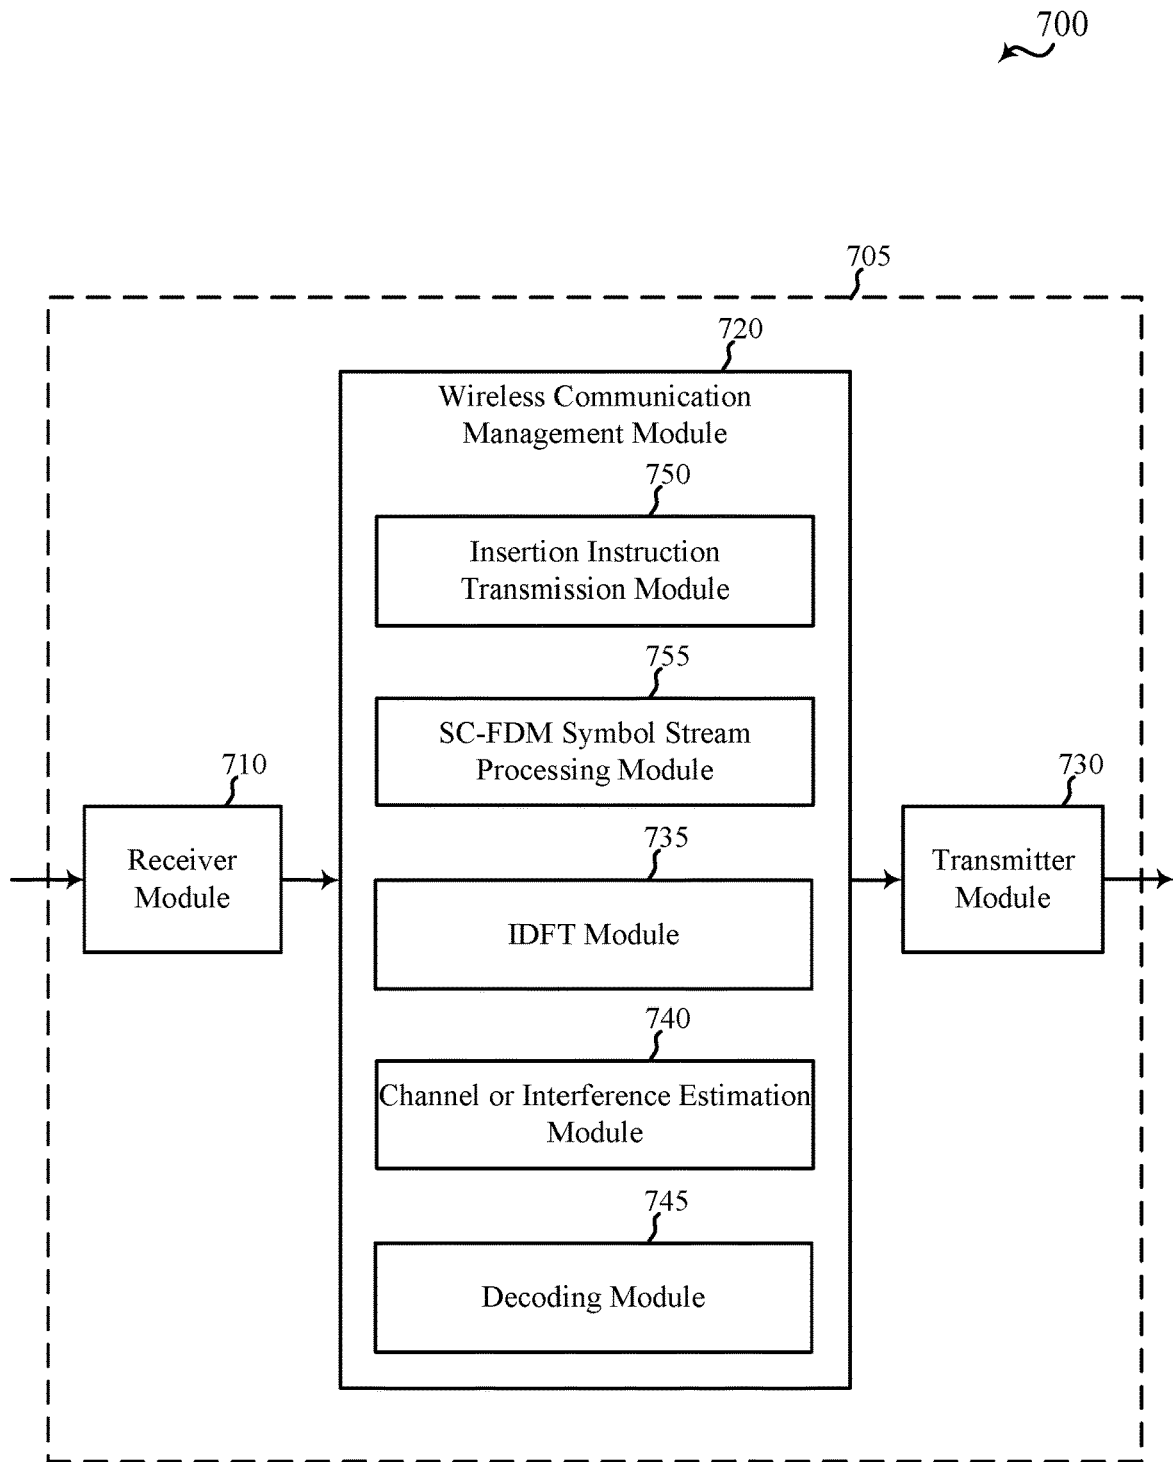 700
705
720
Wireless Communication
Management Module
750
Insertion Instruction
Transmission Module
755
SC-FDM Symbol Stream
Processing Module
710
Receiver
Module
730
Transmitter
Module
735
IDFT Module
740
Channel or Interference Estimation
Module
745
Decoding Module